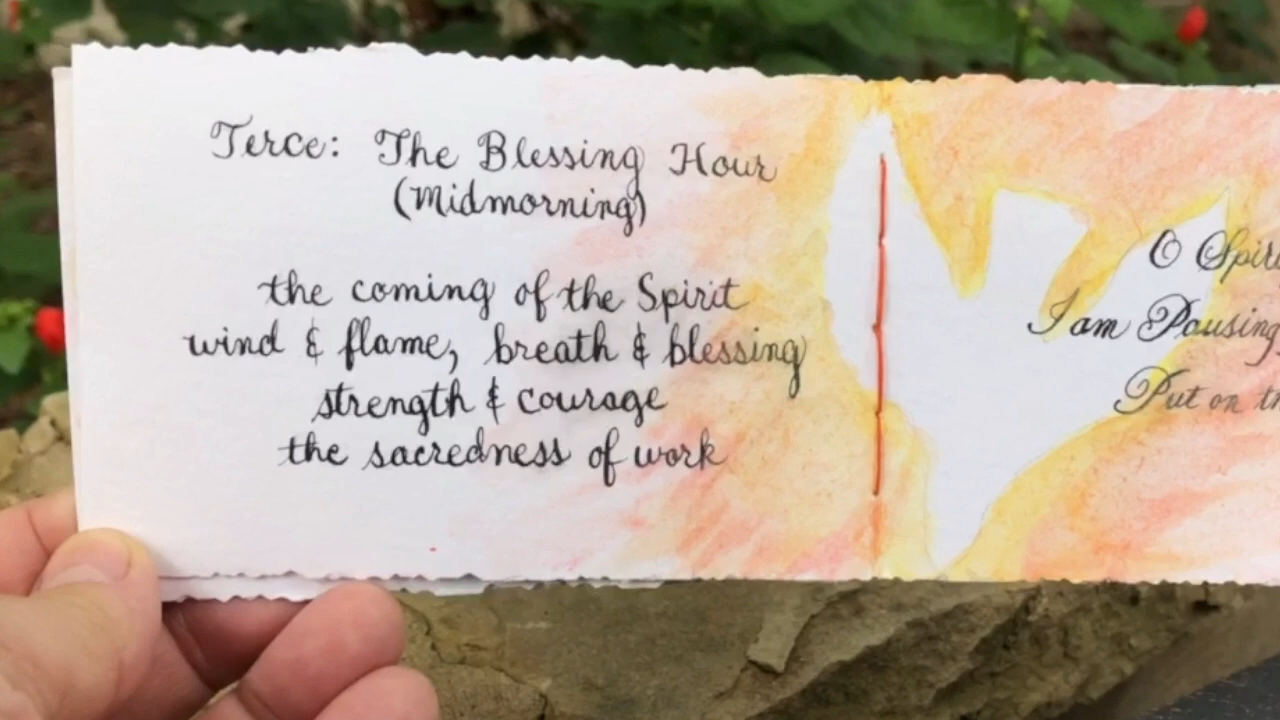 Terce: The Blessing Hour
(Midmorning)
the coming of the Spirit
wind & flame, breath & blessing
strength & courage
the sacredness of work
O
I am Pausing
Put on